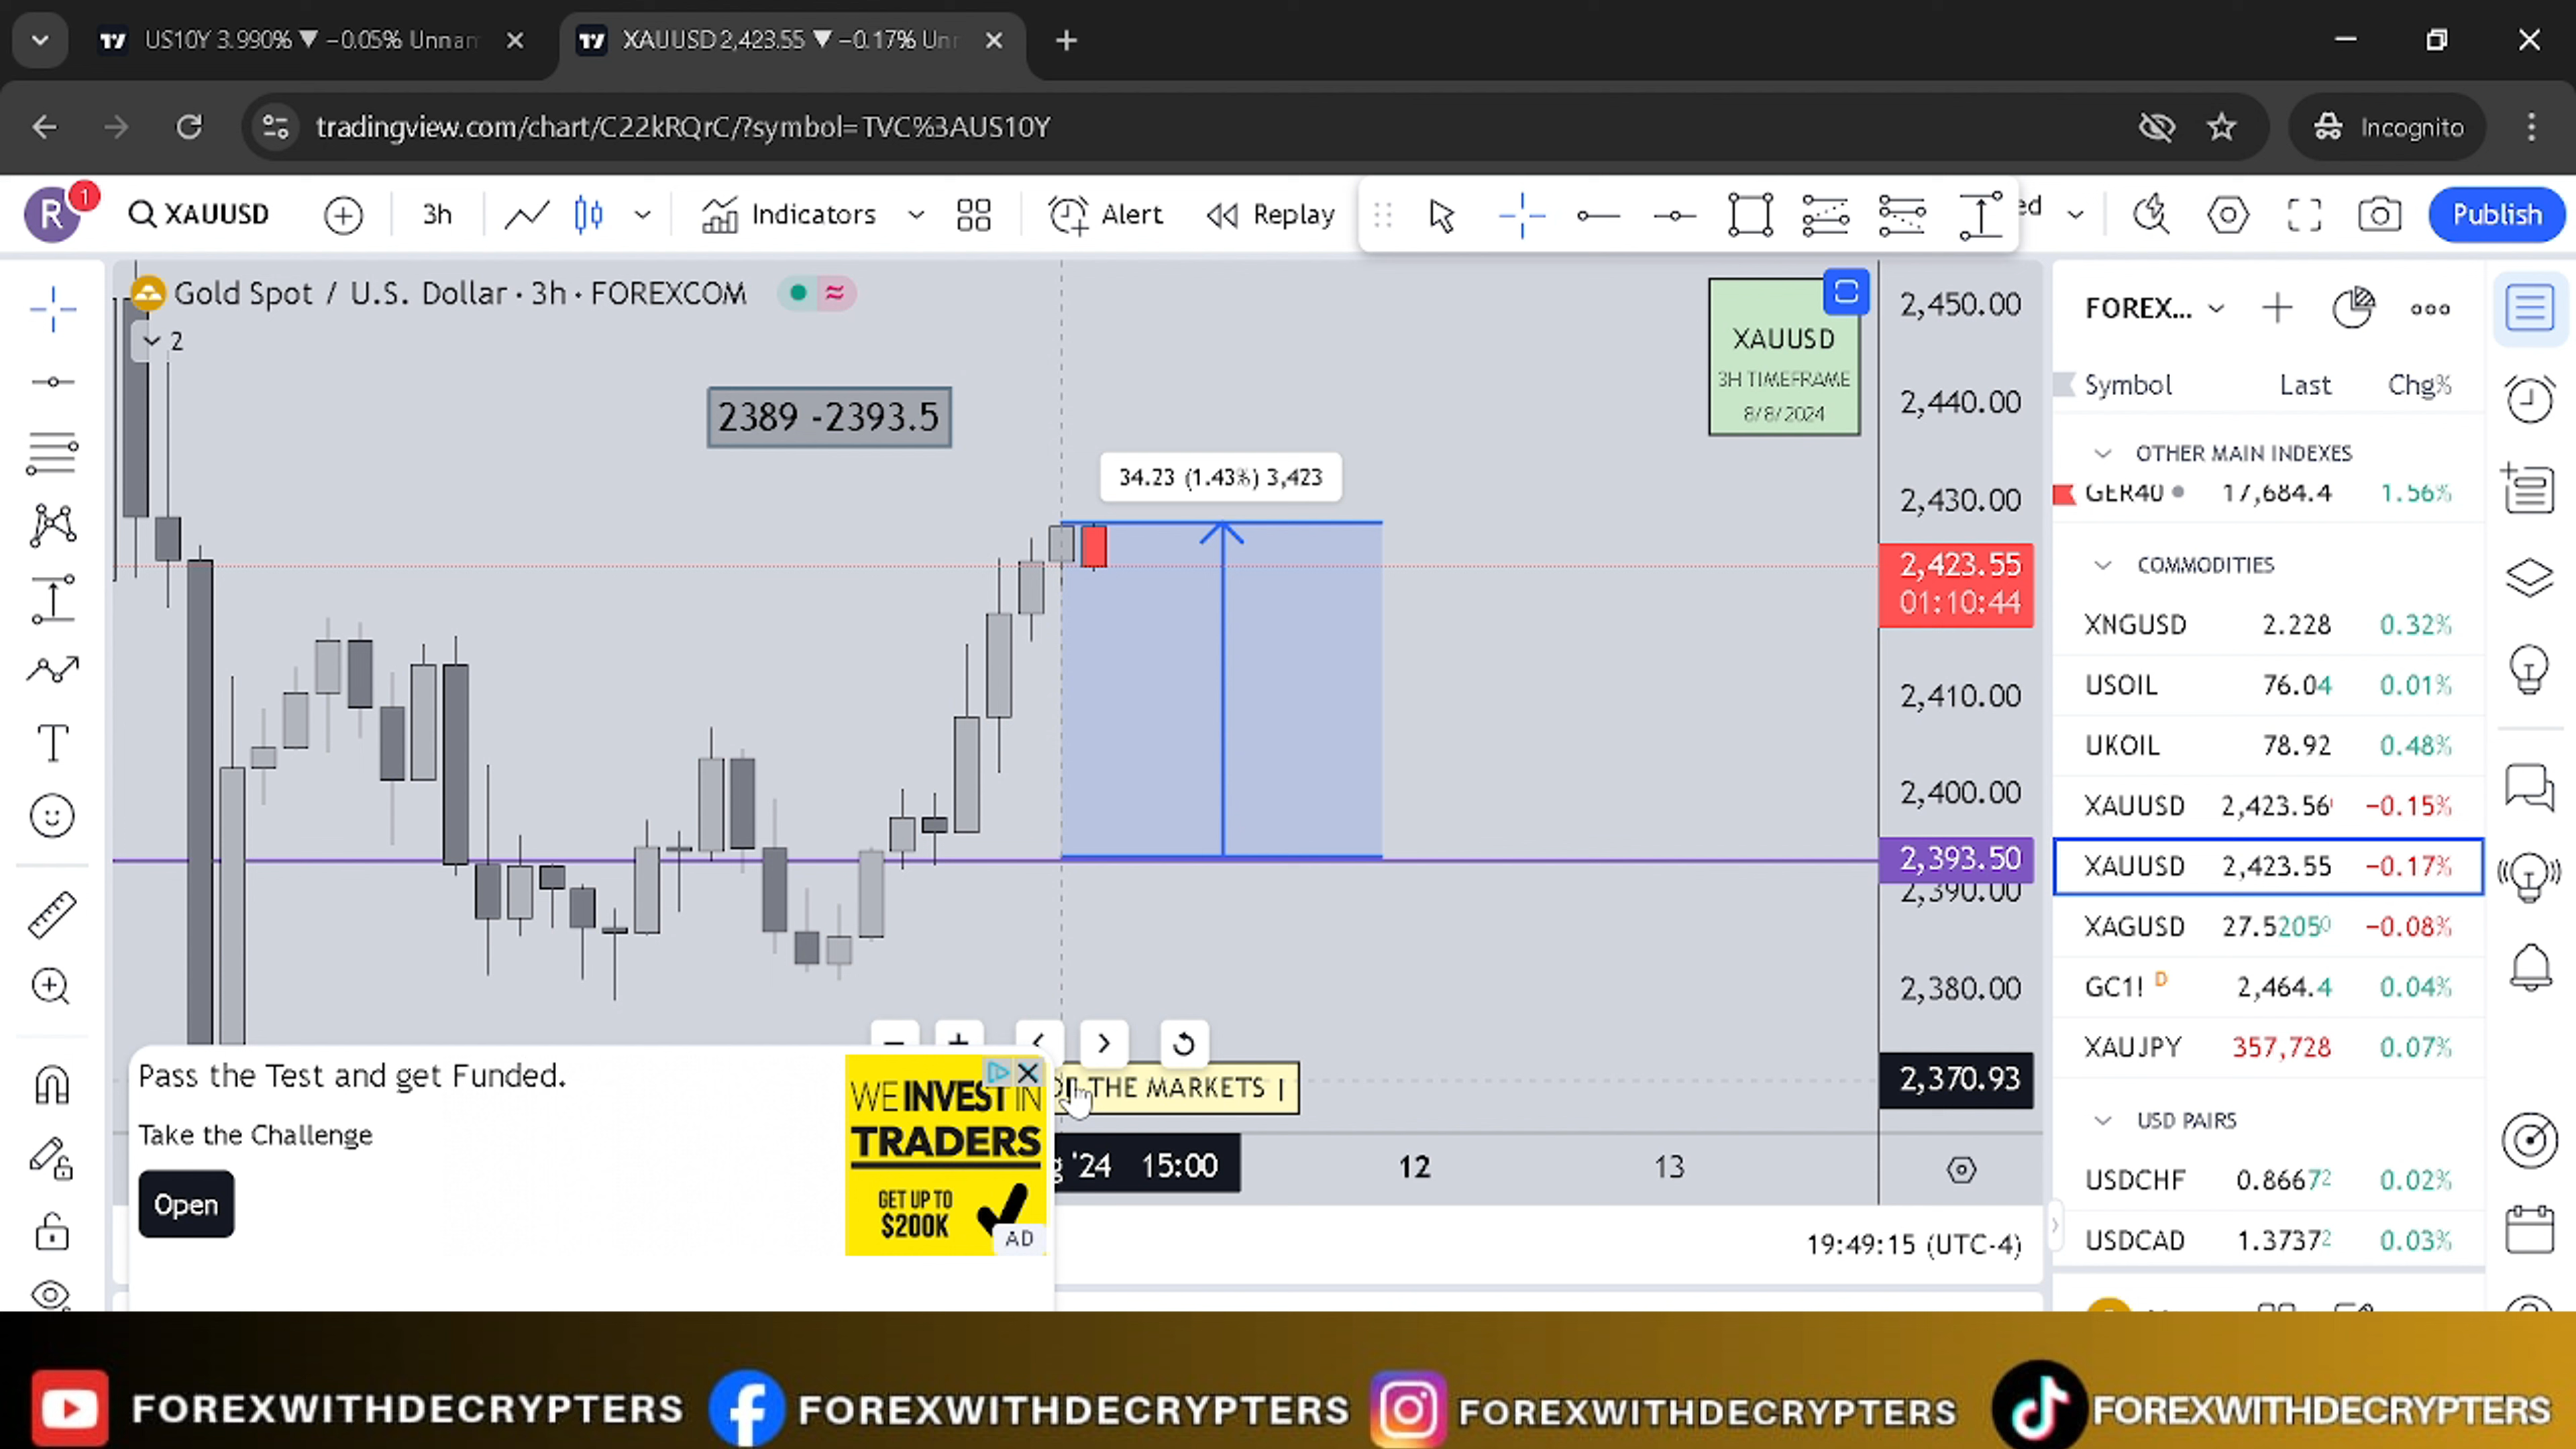 US10Y 3.990% ▼ −0.05% Unnan
XAUUSD 2,423.55 ▼ −0.17% Un
tradingview.com/chart/C22kRQrC/?symbol=TVC%3AUS10Y
Incognito
R 1
XAUUSD
3h
Indicators
Alert
Replay
ed
Publish
Gold Spot / U.S. Dollar · 3h · FOREXCOM
2
2389 -2393.5
34.23 (1.43%) 3,423
XAUUSD
3H TIMEFRAME
8/8/2024
2,450.00
2,440.00
2,430.00
2,423.55
01:10:44
2,410.00
2,400.00
2,393.50
2,390.00
2,380.00
2,370.93
FOREX...
Symbol Last Chg%
OTHER MAIN INDEXES
GER40 17,684.4 1.56%
COMMODITIES
XNGUSD 2.228 0.32%
USOIL 76.04 0.01%
UKOIL 78.92 0.48%
XAUUSD 2,423.56 −0.15%
XAUUSD 2,423.55 −0.17%
XAGUSD 27.52050 −0.08%
GC1! D 2,464.4 0.04%
XAUJPY 357,728 0.07%
USD PAIRS
USDCHF 0.86672 0.02%
USDCAD 1.37372 0.03%
THE MARKETS |
'24 15:00
12
13
19:49:15 (UTC-4)
Pass the Test and get Funded.
Take the Challenge
Open
WE INVEST IN
TRADERS
GET UP TO
$200K
AD
FOREXWITHDECRYPTERS
FOREXWITHDECRYPTERS
FOREXWITHDECRYPTERS
FOREXWITHDECRYPTERS